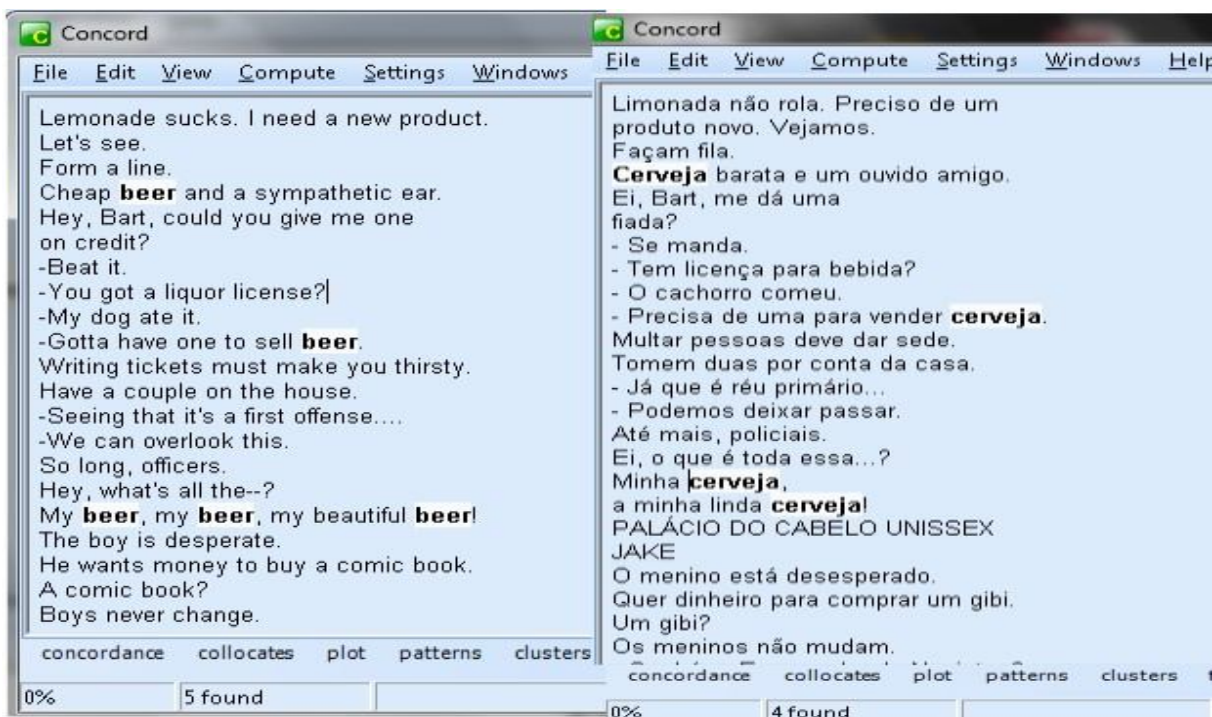 Concord
File Edit View Compute Settings Windows
Lemonade sucks. I need a new product.
Let's see.
Form a line.
Cheap beer and a sympathetic ear.
Hey, Bart, could you give me one
on credit?
-Beat it.
-You got a liquor license?
-My dog ate it.
-Gotta have one to sell beer.
Writing tickets must make you thirsty.
Have a couple on the house.
-Seeing that it's a first offense....
-We can overlook this.
So long, officers.
Hey, what's all the--?
My beer, my beer, my beautiful beer!
The boy is desperate.
He wants money to buy a comic book.
A comic book?
Boys never change.
concordance collocates plot patterns clusters
0% 5 found
Concord
File Edit View Compute Settings Windows Help
Limonada não rola. Preciso de um
produto novo. Vejamos.
Façam fila.
Cerveja barata e um ouvido amigo.
Ei, Bart, me dá uma
fiada?
- Se manda.
- Tem licença para bebida?
- O cachorro comeu.
- Precisa de uma para vender cerveja.
Multar pessoas deve dar sede.
Tomem duas por conta da casa.
- Já que é réu primário...
- Podemos deixar passar.
Até mais, policiais.
Ei, o que é toda essa...?
Minha cerveja,
a minha linda cerveja!
PALÁCIO DO CABELO UNISSEX
JAKE
O menino está desesperado.
Quer dinheiro para comprar um gibi.
Um gibi?
Os meninos não mudam.
concordance collocates plot patterns clusters
0% 4 found